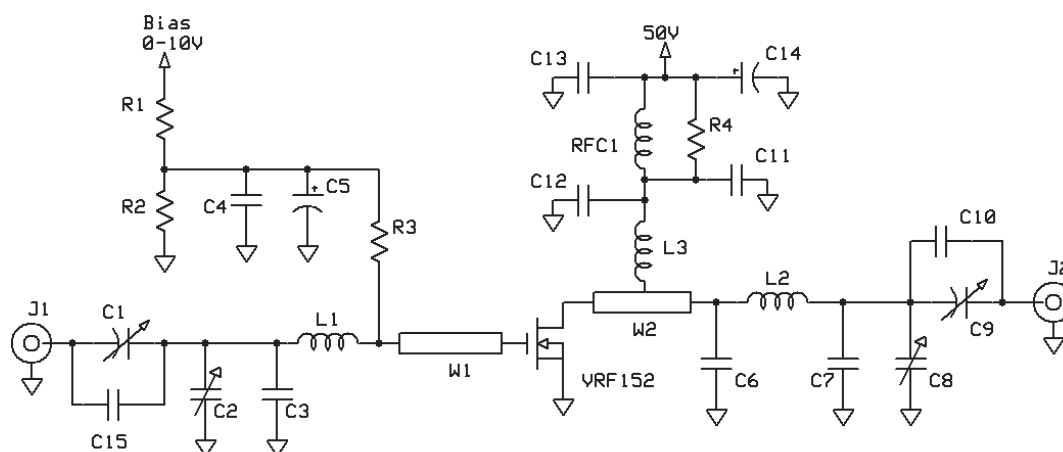 Bias
0-10V
50V
C13
C14
R1
R4
RFC1
C11
C12
R2
C4
C5
R3
C10
L3
L2
J2
J1
C1
L1
W2
C9
W1
VRF152
C2
C3
C6
C7
C8
C15
+
+